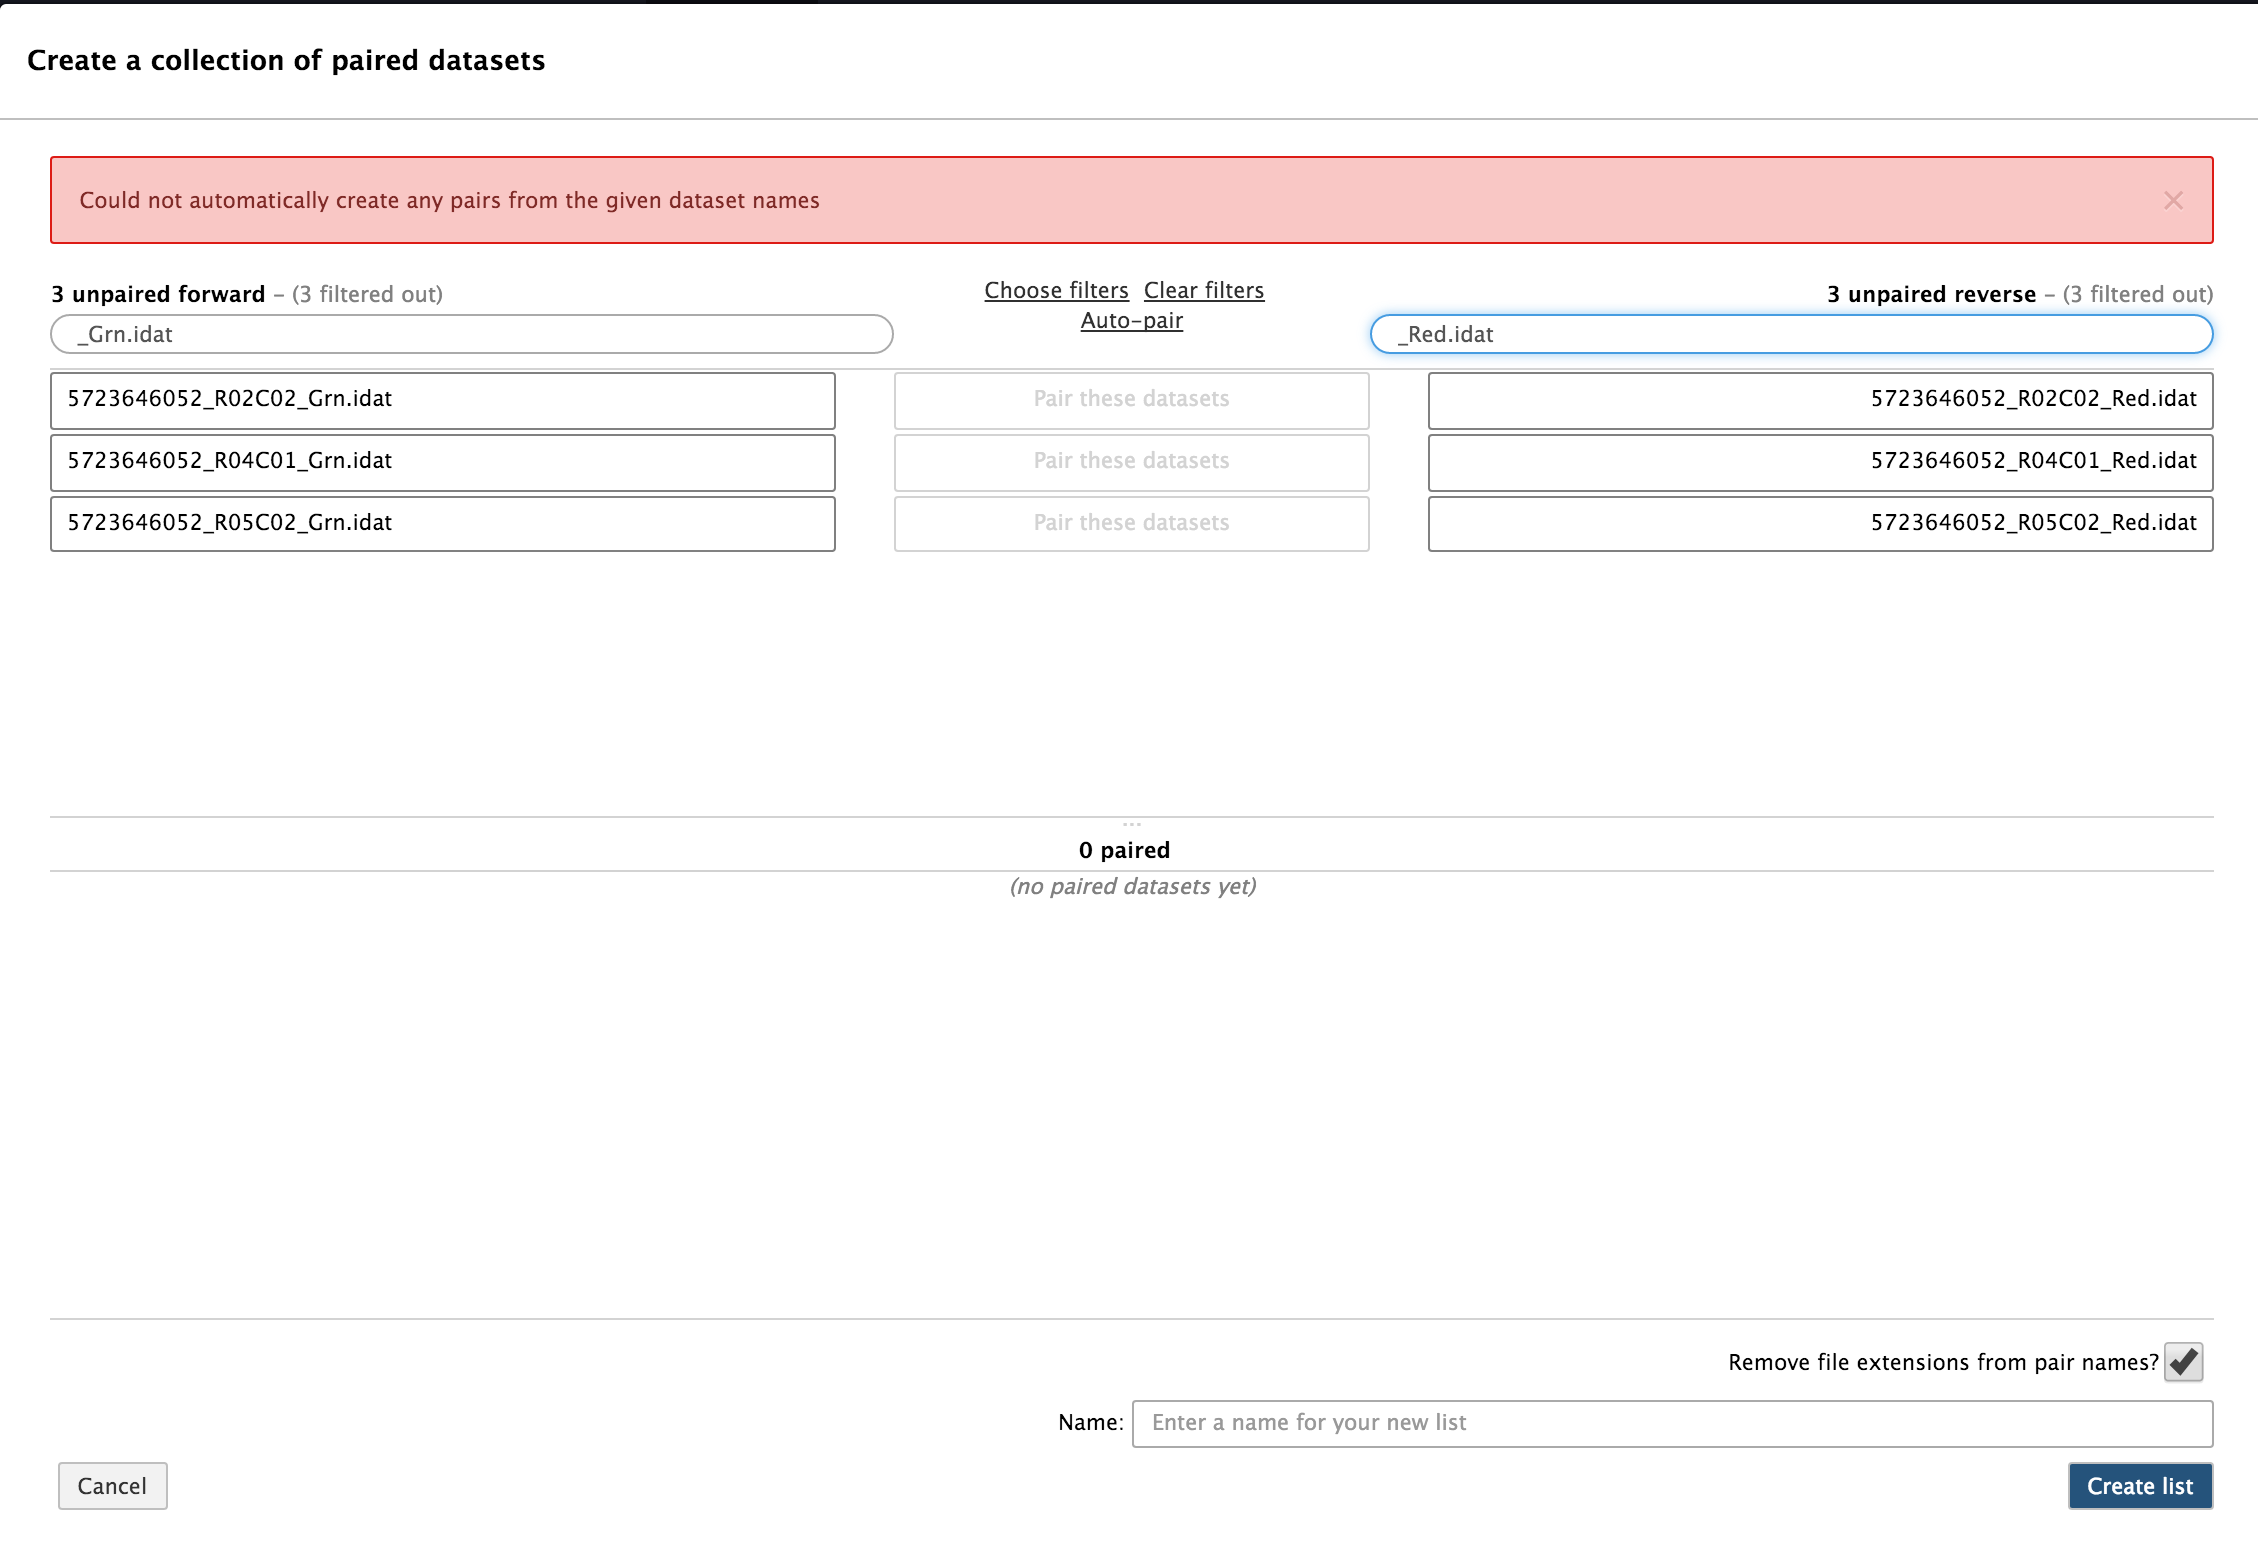 Create a collection of paired datasets
Could not automatically create any pairs from the given dataset names
3 unpaired forward – (3 filtered out)
Choose filters Clear filters
3 unpaired reverse – (3 filtered out)
Auto-pair
_Grn.idat
_Red.idat
5723646052_R02C02_Grn.idat
Pair these datasets
5723646052_R02C02_Red.idat
5723646052_R04C01_Grn.idat
Pair these datasets
5723646052_R04C01_Red.idat
5723646052_R05C02_Grn.idat
Pair these datasets
5723646052_R05C02_Red.idat
0 paired
(no paired datasets yet)
Remove file extensions from pair names?
Name: Enter a name for your new list
Cancel
Create list